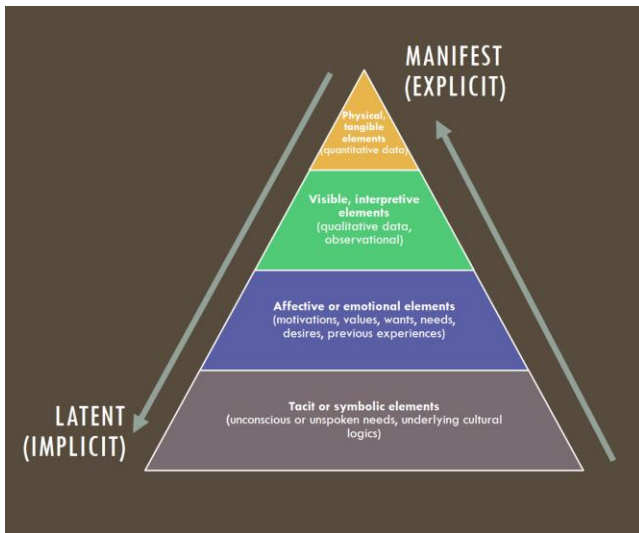 MANIFEST
(EXPLICIT)
Physical,
tangible
elements
(quantitative data)
Visible, interpretive
elements
(qualitative data,
observational)
Affective or emotional elements
(motivations, values, wants, needs,
desires, previous experiences)
Tacit or symbolic elements
(unconscious or unspoken needs, underlying cultural
logics)
LATENT
(IMPLICIT)